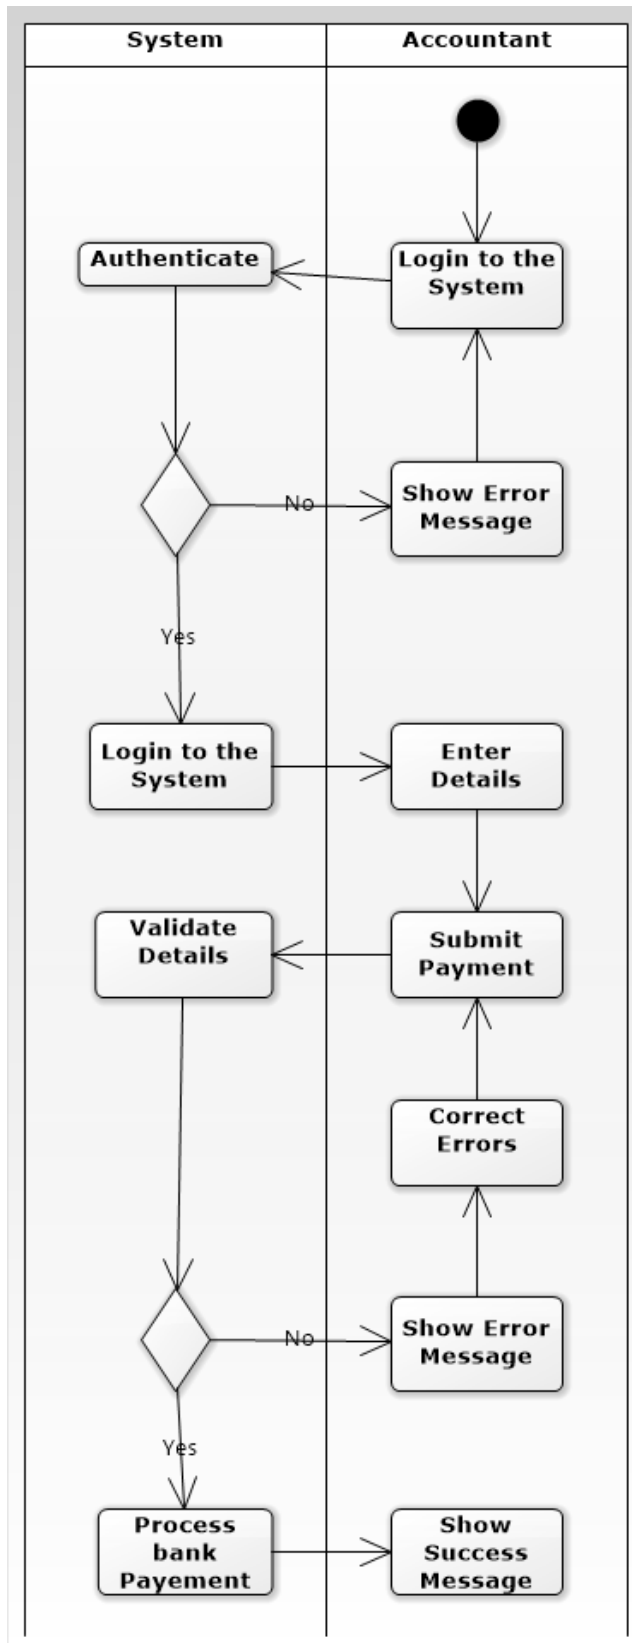 System
Accountant
Authenticate
Login to the
System
No
Show Error
Message
Yes
Login to the
System
Enter
Details
Validate
Details
Submit
Payment
Correct
Errors
No
Show Error
Message
Yes
Process
bank
Payement
Show
Success
Message